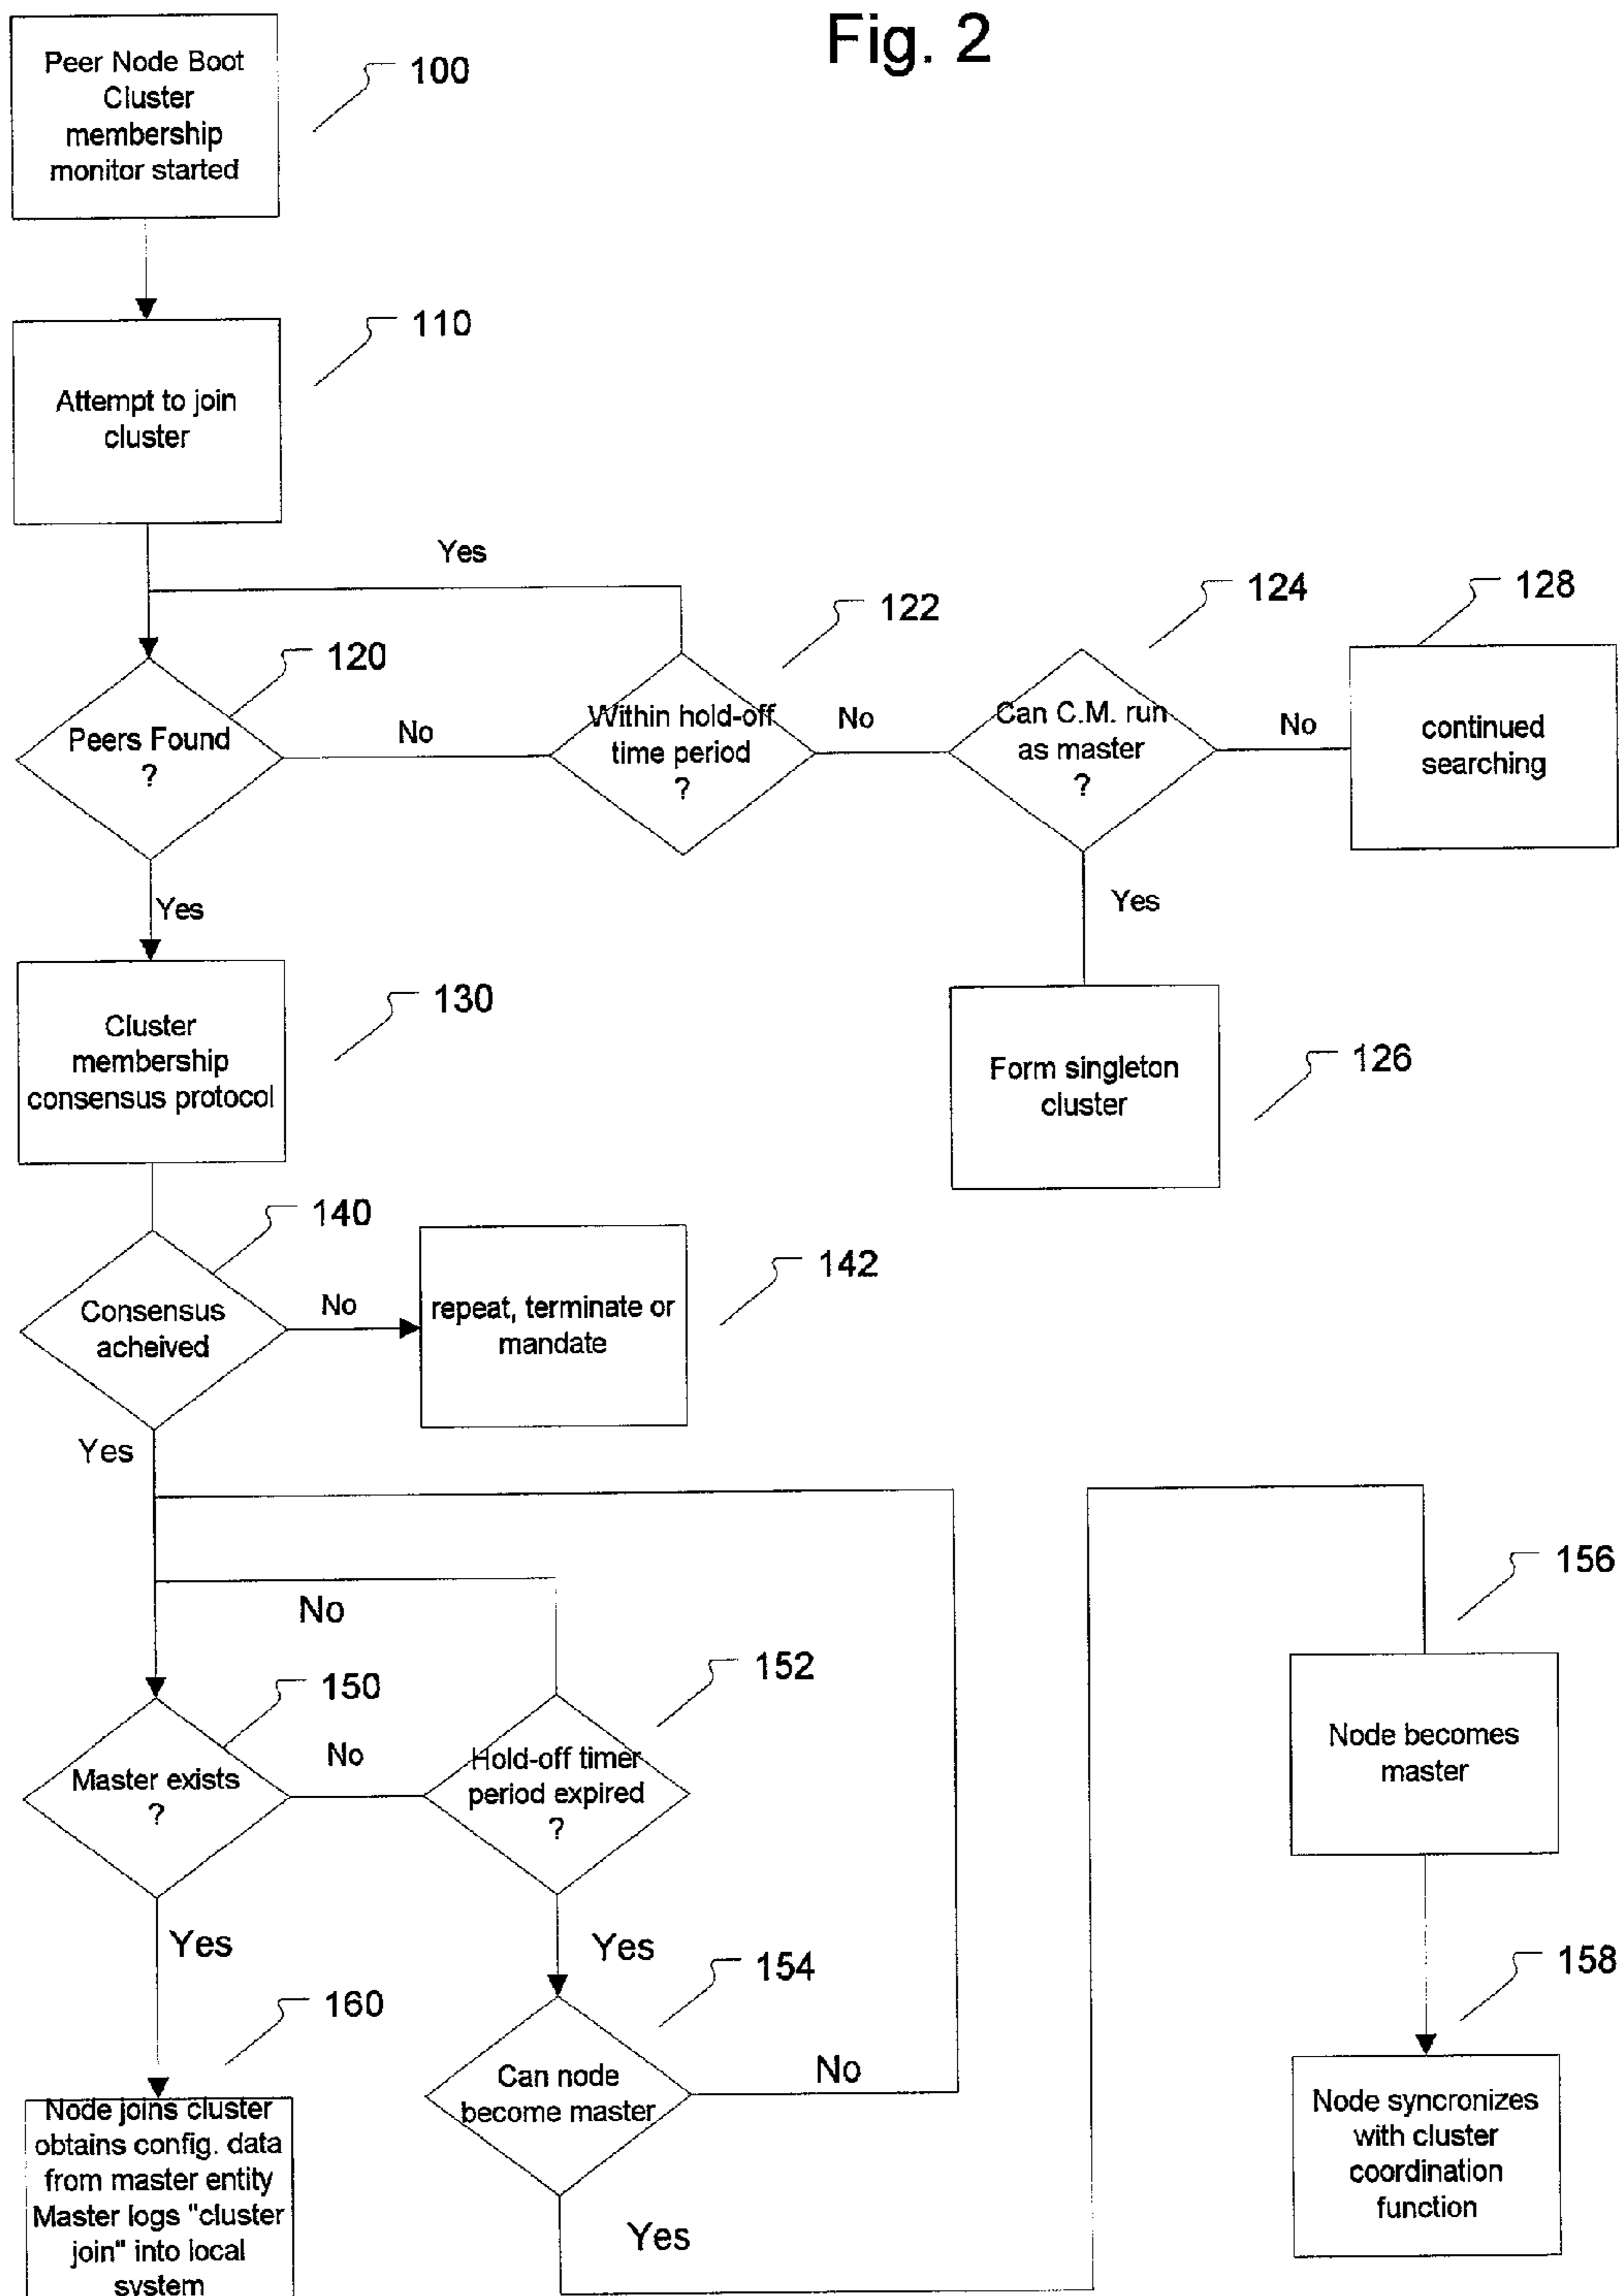 Fig. 2
Peer Node Boot
Cluster
membership
monitor started
100
Attempt to join
cluster
110
Yes
Peers Found
?
120
No
Within hold-off
time period
?
122
No
Can C.M. run
as master
?
124
No
continued
searching
128
Yes
Yes
Cluster
membership
consensus protocol
130
Form singleton
cluster
126
Consensus
acheived
140
No
repeat, terminate or
mandate
142
Yes
No
Master exists
?
150
No
Hold-off timer
period expired
?
152
Node becomes
master
156
Yes
Yes
Can node
become master
154
No
Yes
Node syncronizes
with cluster
coordination
function
158
Node joins cluster
obtains config. data
from master entity
Master logs "cluster
join" into local
system
160